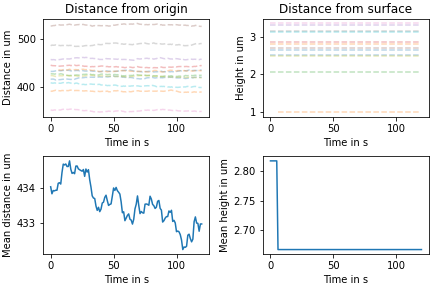 Distance from origin
Distance in um
500
400
0
50
100
Time in s
Distance from surface
Height in um
3
2
1
0
50
100
Time in s
Mean distance in um
434
433
0
50
100
Time in s
Mean height in um
2.80
2.75
2.70
0
50
100
Time in s